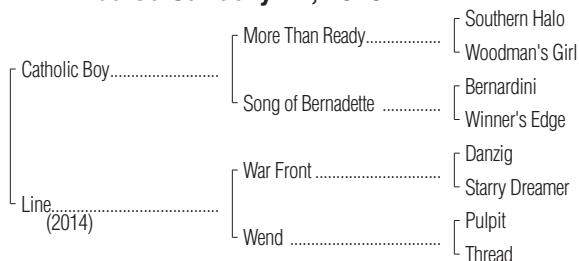 Southern Halo
More Than Ready..................
Woodman's Girl
Catholic Boy........................
Bernardini
Song of Bernadette ..............
Winner's Edge
Danzig
War Front ..............................
Starry Dreamer
Line.....................................
(2014)
Pulpit
Wend ....................................
Thread